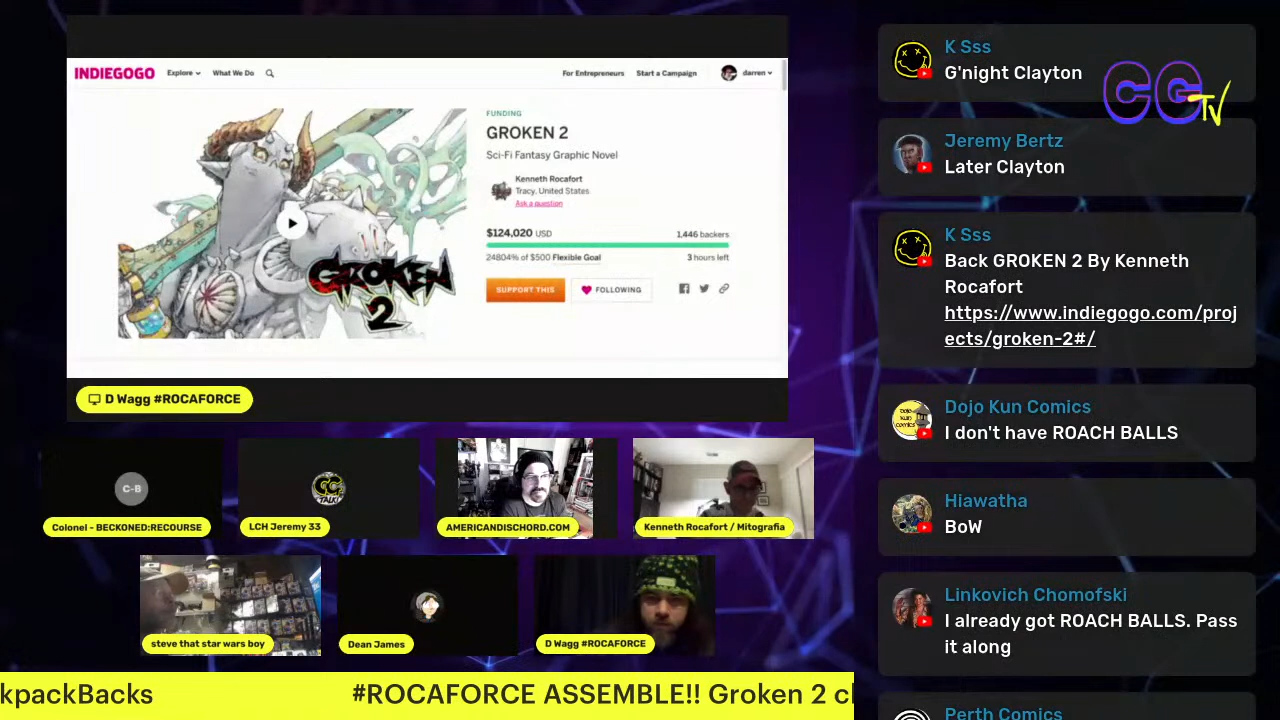 INDIEGOGO
Explore
What We Do
For Entrepreneurs
Start a Campaign
darren
FUNDING
GROKEN 2
Sci-Fi Fantasy Graphic Novel
Kenneth Rocafort
Tracy, United States
Ask a question
$124,020 USD
1,446 backers
24804% of $500 Flexible Goal
3 hours left
SUPPORT THIS
FOLLOWING
GROKEN
2
D Wagg #ROCAFORCE
C-B
Colonel - BECKONED:RECOURSE
LCH Jeremy 33
AMERICANDISCHORD.COM
Kenneth Rocafort / Mitografia
steve that star wars boy
Dean James
D Wagg #ROCAFORCE
kpackBacks
#ROCAFORCE ASSEMBLE!! Groken 2 cl
K Sss
G'night Clayton
CG TV
Jeremy Bertz
Later Clayton
K Sss
Back GROKEN 2 By Kenneth
Rocafort
https://www.indiegogo.com/proj
ects/groken-2#/
Dojo Kun Comics
I don't have ROACH BALLS
Hiawatha
BoW
Linkovich Chomofski
I already got ROACH BALLS. Pass
it along
Perth Comics